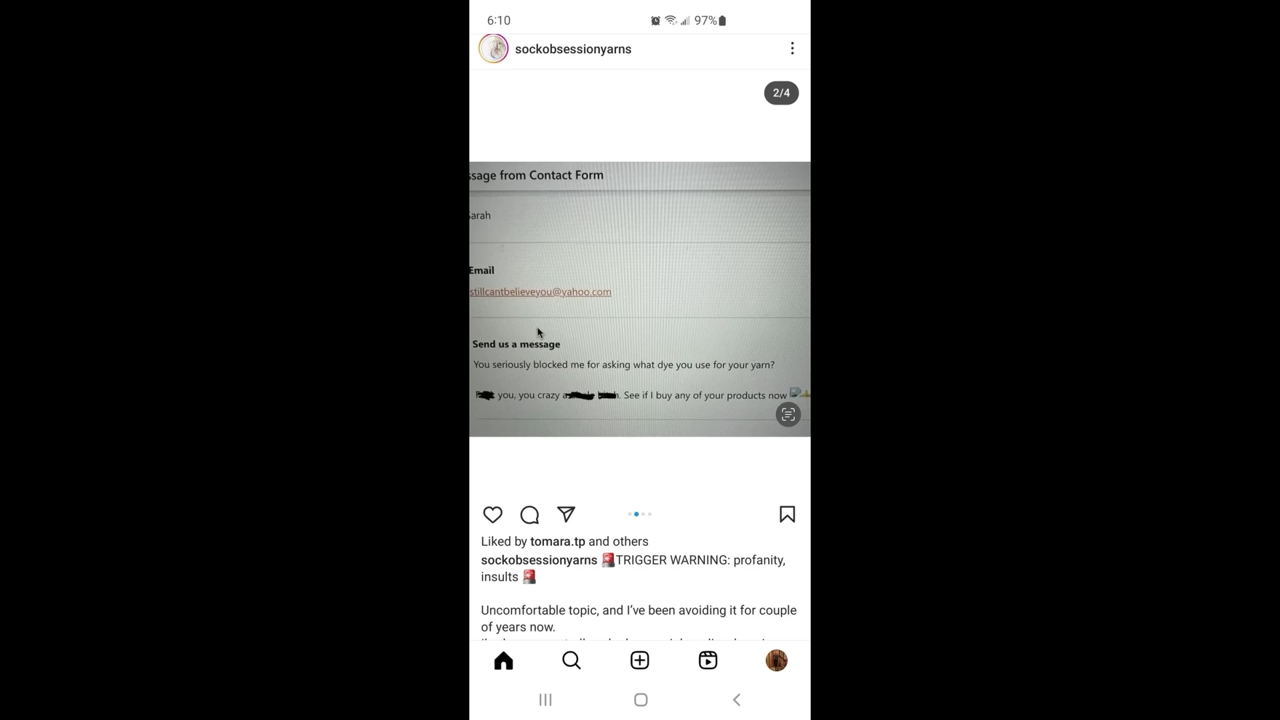 6:10
97%
sockobsessionyarns
2/4
ssage from Contact Form
Sarah
Email
stillcantbelieveyou@yahoo.com
Send us a message
You seriously blocked me for asking what dye you use for your yarn?
you, you crazy. See if I buy any of your products now
Liked by tomara.tp and others
sockobsessionyarns 🚨TRIGGER WARNING: profanity,
insults 🚨
Uncomfortable topic, and I've been avoiding it for couple
of years now.